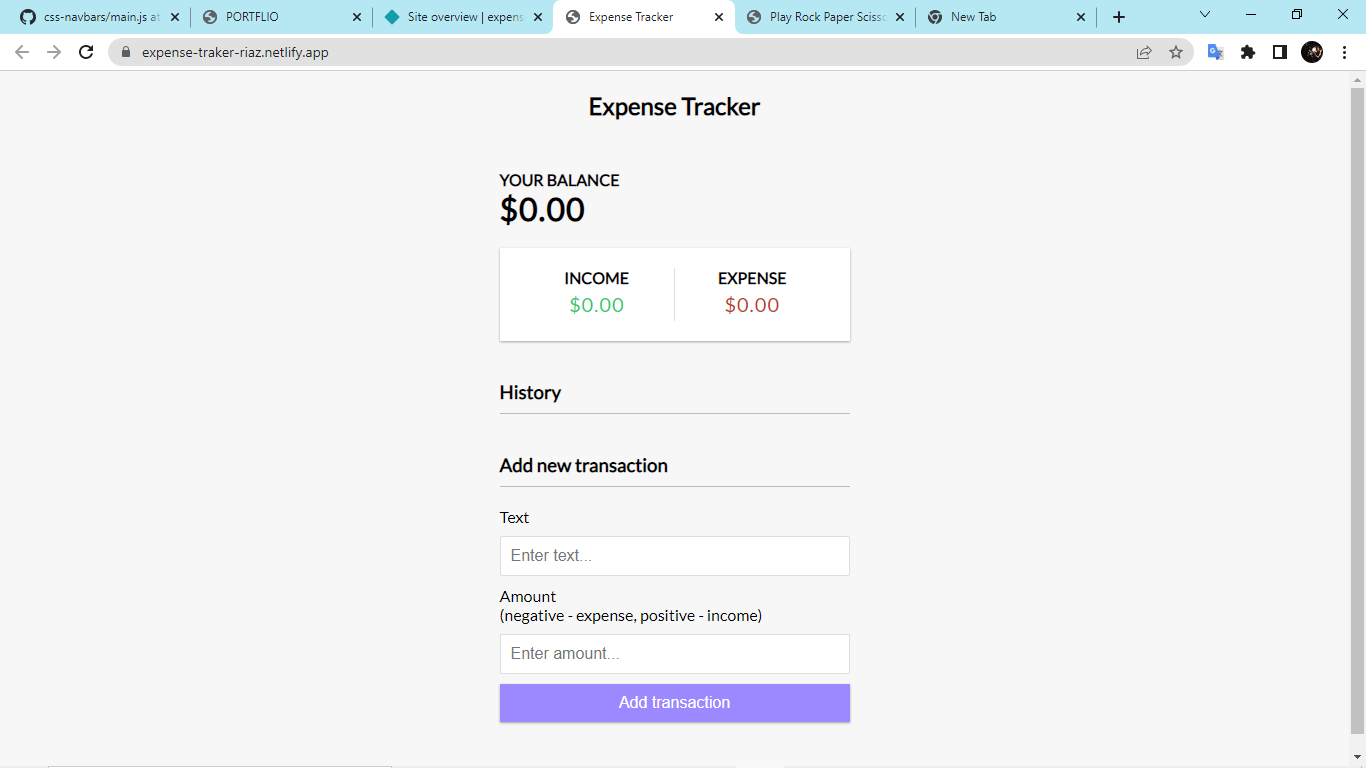 css-navbars/main.js at
PORTFLIO
Site overview | expens
Expense Tracker
Play Rock Paper Scisso
New Tab
expense-traker-riaz.netlify.app
Expense Tracker
YOUR BALANCE
$0.00
INCOME
EXPENSE
$0.00
$0.00
History
Add new transaction
Text
Enter text...
Amount
(negative - expense, positive - income)
Enter amount...
Add transaction